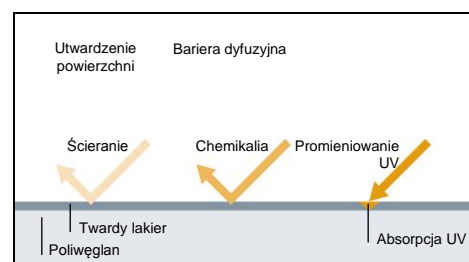 Utwardzenie
powierzchni
Bariera dyfuzyjna
Ścieranie
Chemikalia
Promieniowanie
UV
Twardy lakier
Poliwęglan
Absorpcja UV